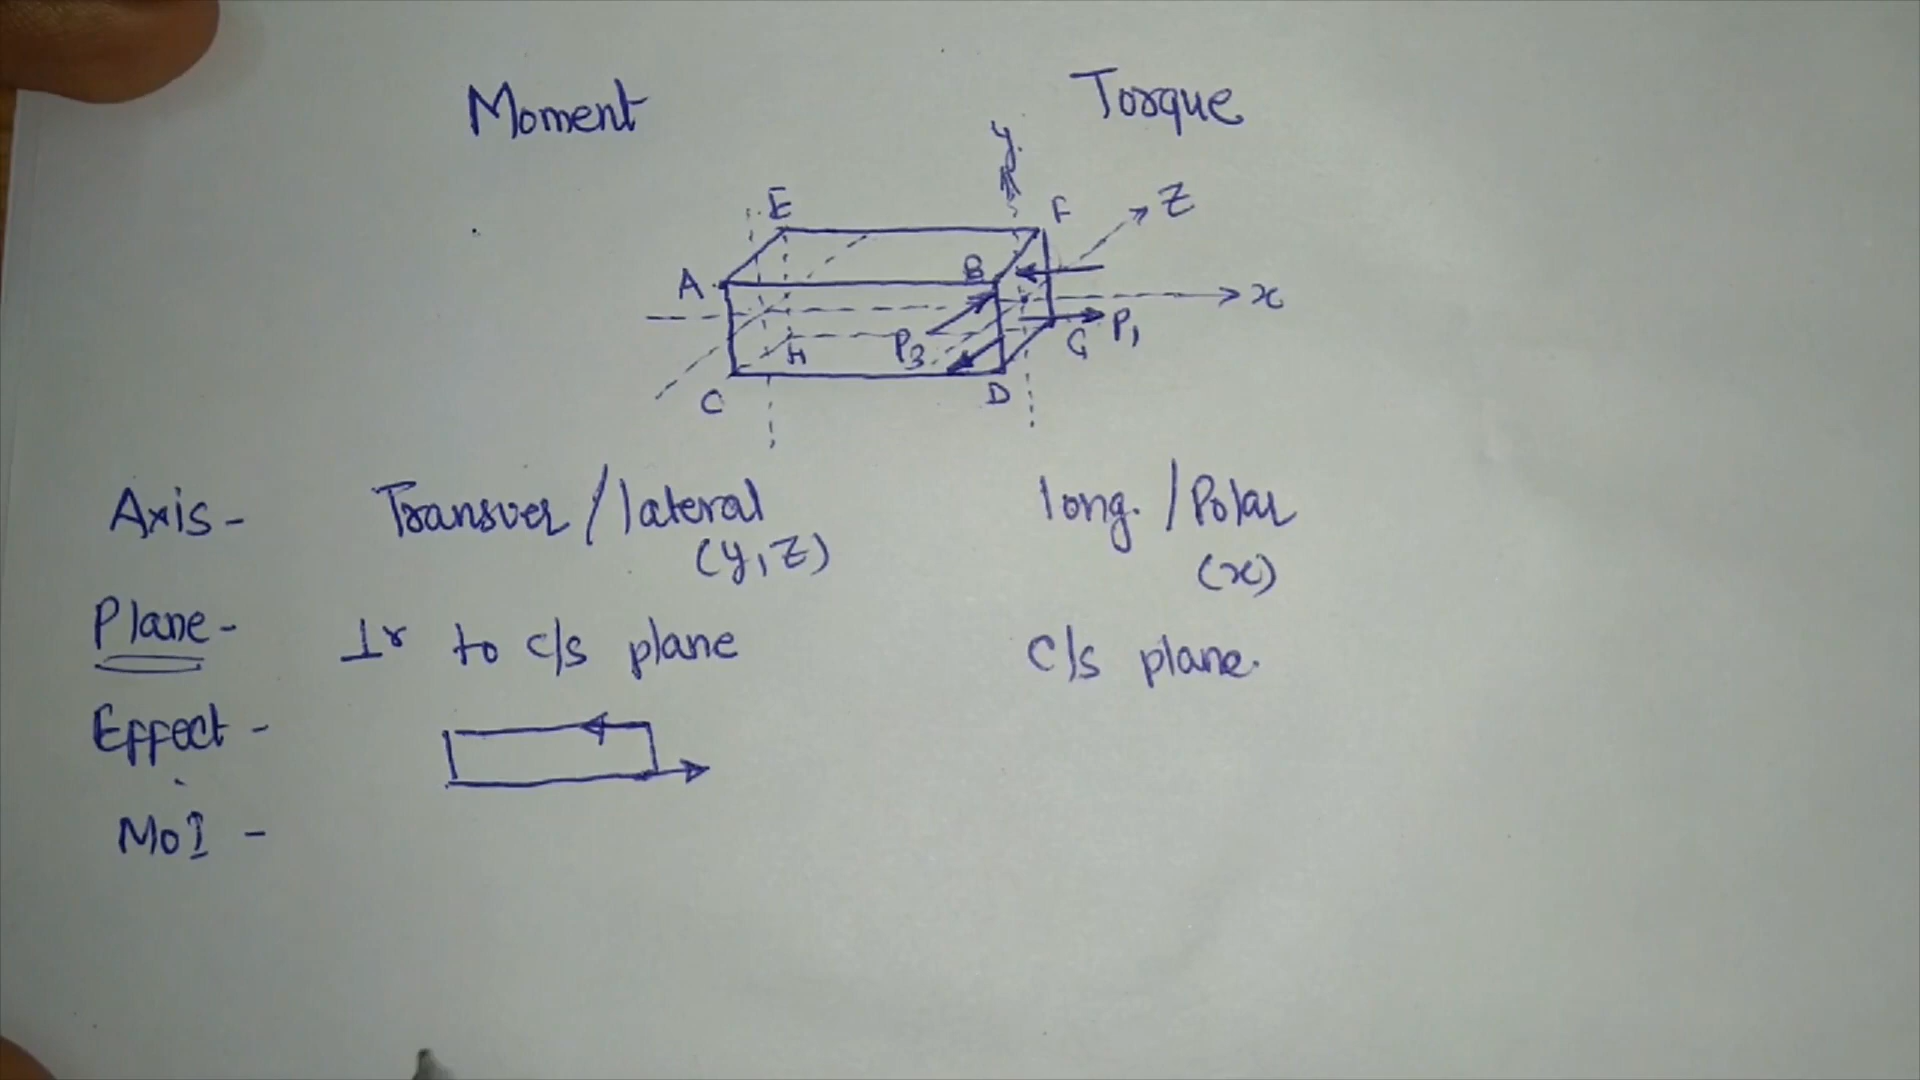 Moment Torque
y
E F Z
A B
x
H P3 G P1
C D
Axis - Transver / lateral long. / Polar
(y, z) (x)
Plane - ⊥r to c/s plane c/s plane.
Effect -
MoI -